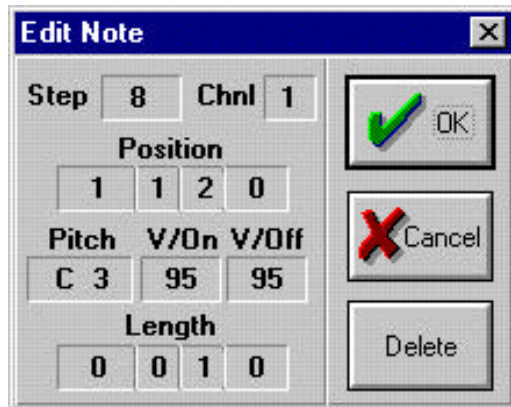 Edit Note
Step 8 Chnl 1
Position
1 1 2 0
Pitch V/On V/Off
C 3 95 95
Length
0 0 1 0
OK
Cancel
Delete